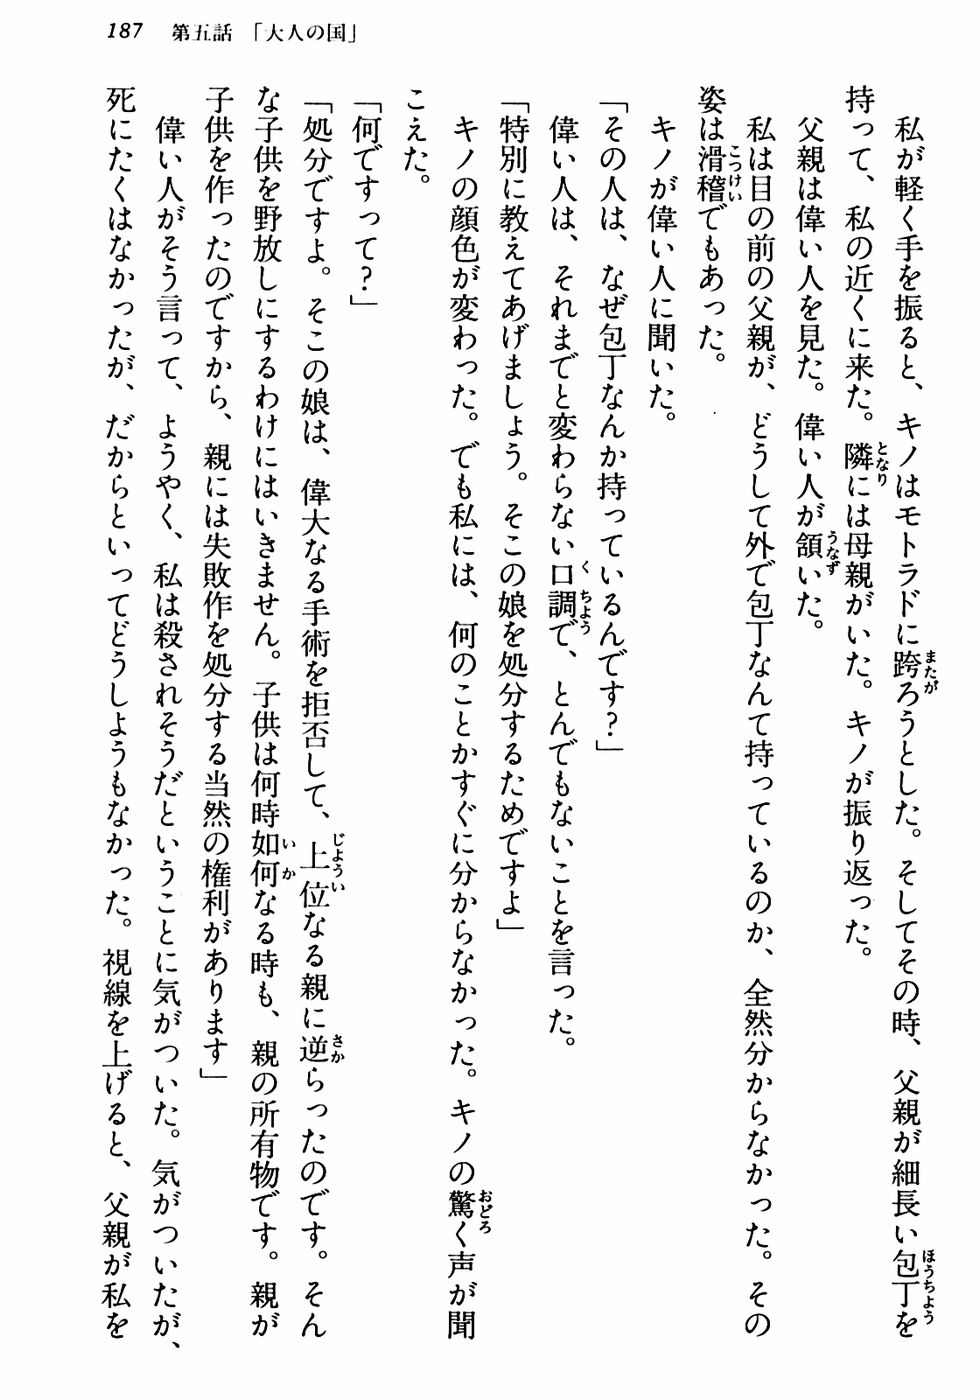 187　第五話　「大人の国」
　私が軽く手を振ると、キノはモトラドに跨ろうとした。そしてその時、父親が細長い包丁を
持って、私の近くに来た。隣には母親がいた。キノが振り返った。
　父親は偉い人を見た。偉い人が頷いた。
　私は目の前の父親が、どうして外で包丁なんて持っているのか、全然分からなかった。その
姿は滑稽でもあった。
　キノが偉い人に聞いた。
「その人は、なぜ包丁なんか持っているんです？」
　偉い人は、それまでと変わらない口調で、とんでもないことを言った。
「特別に教えてあげましょう。そこの娘を処分するためですよ」
　キノの顔色が変わった。でも私には、何のことかすぐに分からなかった。キノの驚く声が聞
こえた。
「何ですって？」
「処分ですよ。そこの娘は、偉大なる手術を拒否して、上位なる親に逆らったのです。そん
な子供を野放しにするわけにはいきません。子供は何時如何なる時も、親の所有物です。親が
子供を作ったのですから、親には失敗作を処分する当然の権利があります」
　偉い人がそう言って、ようやく、私は殺されそうだということに気がついた。気がついたが、
死にたくはなかったが、だからといってどうしようもなかった。視線を上げると、父親が私を